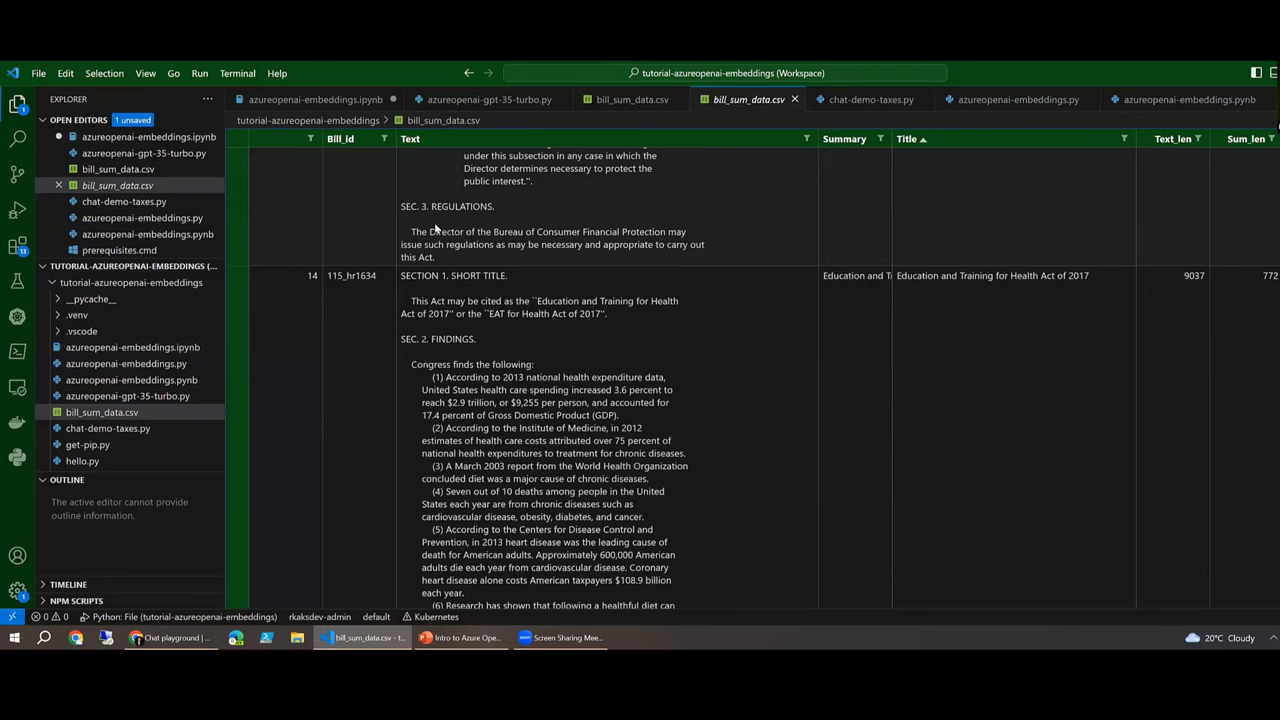 File Edit Selection View Go Run Terminal Help
tutorial-azureopenai-embeddings (Workspace)
EXPLORER
azureopenai-embeddings.ipynb
azureopenai-gpt-35-turbo.py
bill_sum_data.csv
bill_sum_data.csv
chat-demo-taxes.py
azureopenai-embeddings.py
azureopenai-embeddings.pynb
OPEN EDITORS 1 unsaved
azureopenai-embeddings.ipynb
azureopenai-gpt-35-turbo.py
bill_sum_data.csv
bill_sum_data.csv
chat-demo-taxes.py
azureopenai-embeddings.py
azureopenai-embeddings.pynb
prerequisites.cmd
TUTORIAL-AZUREOPENAI-EMBEDDINGS (...
tutorial-azureopenai-embeddings
__pycache__
.venv
.vscode
azureopenai-embeddings.ipynb
azureopenai-embeddings.py
azureopenai-embeddings.pynb
azureopenai-gpt-35-turbo.py
bill_sum_data.csv
chat-demo-taxes.py
get-pip.py
hello.py
OUTLINE
The active editor cannot provide
outline information.
TIMELINE
NPM SCRIPTS
tutorial-azureopenai-embeddings > bill_sum_data.csv
Bill_id Text Summary Title Text_len Sum_len
under this subsection in any case in which the
Director determines necessary to protect the
public interest.''.
SEC. 3. REGULATIONS.
The Director of the Bureau of Consumer Financial Protection may
issue such regulations as may be necessary and appropriate to carry out
this Act.
14 115_hr1634 SECTION 1. SHORT TITLE. Education and Tr Education and Training for Health Act of 2017 9037 772
This Act may be cited as the ``Education and Training for Health
Act of 2017'' or the ``EAT for Health Act of 2017''.
SEC. 2. FINDINGS.
Congress finds the following:
(1) According to 2013 national health expenditure data,
United States health care spending increased 3.6 percent to
reach $2.9 trillion, or $9,255 per person, and accounted for
17.4 percent of Gross Domestic Product (GDP).
(2) According to the Institute of Medicine, in 2012
estimates of health care costs attributed over 75 percent of
national health expenditures to treatment for chronic diseases.
(3) A March 2003 report from the World Health Organization
concluded diet was a major cause of chronic diseases.
(4) Seven out of 10 deaths among people in the United
States each year are from chronic diseases such as
cardiovascular disease, obesity, diabetes, and cancer.
(5) According to the Centers for Disease Control and
Prevention, in 2013 heart disease was the leading cause of
death for American adults. Approximately 600,000 American
adults die each year from cardiovascular disease. Coronary
heart disease alone costs American taxpayers $108.9 billion
each year.
(6) Research has shown that following a healthful diet can
0 0 Python: File (tutorial-azureopenai-embeddings) rkaksdev-admin default Kubernetes
Chat playground | ... bill_sum_data.csv - t... Intro to Azure Ope... Screen Sharing Mee... 20°C Cloudy